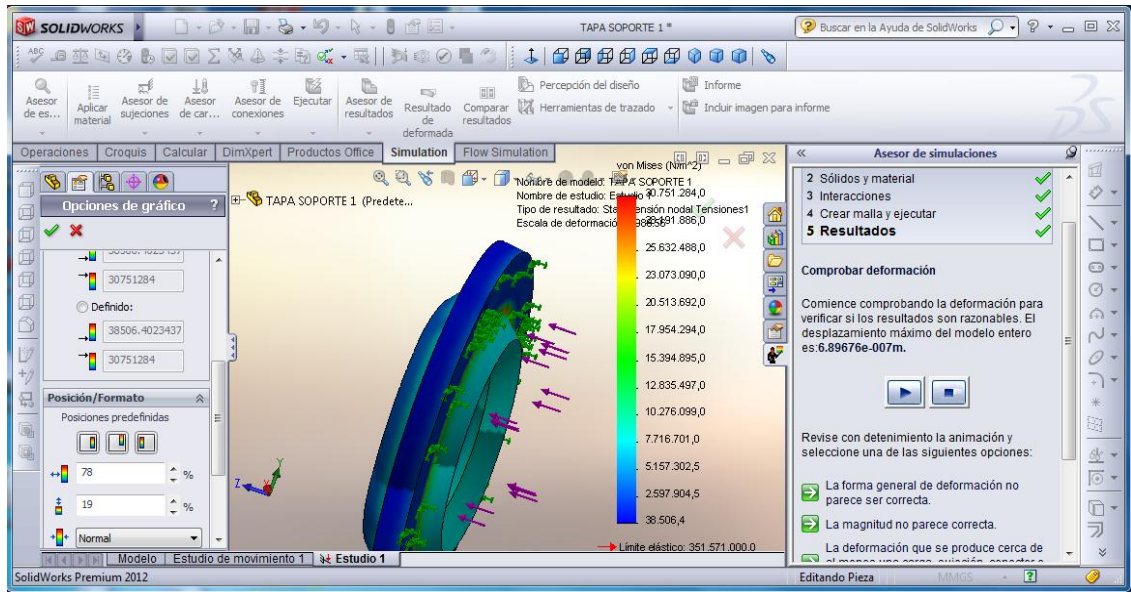 SOLIDWORKS
TAPA SOPORTE 1 *
Buscar en la Ayuda de SolidWorks
Asesor de es...
Aplicar material
Asesor de sujeciones
Asesor de car...
Asesor de conexiones
Ejecutar
Asesor de resultados
Resultado de deformada
Comparar resultados
Percepción del diseño
Herramientas de trazado
Informe
Incluir imagen para informe
Operaciones Croquis Calcular DimXpert Productos Office Simulation Flow Simulation
Opciones de gráfico ?
30751284
Definido:
38506.4023437
30751284
Posición/Formato
Posiciones predefinidas
78 %
19 %
Normal
TAPA SOPORTE 1 (Predete...
Nombre de modelo: TAPA SOPORTE 1
Nombre de estudio: Estudio 1
Tipo de resultado: Static tensión nodal Tensiones1
Escala de deformación:
von Mises (N/m^2)
30.751.284,0
28.191.886,0
25.632.488,0
23.073.090,0
20.513.692,0
17.954.294,0
15.394.895,0
12.835.497,0
10.276.099,0
7.716.701,0
5.157.302,5
2.597.904,5
38.506,4
Límite elástico: 351.571.000,0
Y
Z
Asesor de simulaciones
2 Sólidos y material
3 Interacciones
4 Crear malla y ejecutar
5 Resultados
Comprobar deformación
Comience comprobando la deformación para
verificar si los resultados son razonables. El
desplazamiento máximo del modelo entero
es:6.89676e-007m.
Revise con detenimiento la animación y
seleccione una de las siguientes opciones:
La forma general de deformación no
parece ser correcta.
La magnitud no parece correcta.
La deformación que se produce cerca de
al menos una carga, sujeción, conector o
Modelo Estudio de movimiento 1 Estudio 1
SolidWorks Premium 2012
Editando Pieza
MMGS